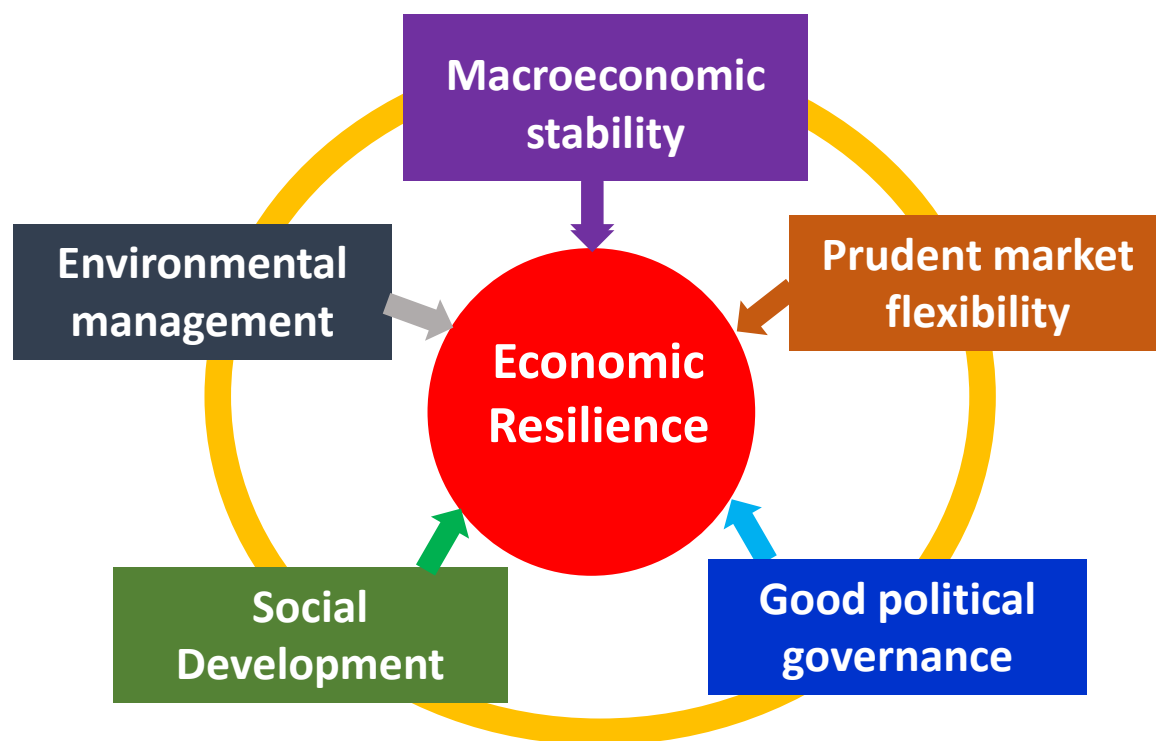 Macroeconomic
stability
Environmental
management
Prudent market
flexibility
Economic
Resilience
Social
Development
Good political
governance